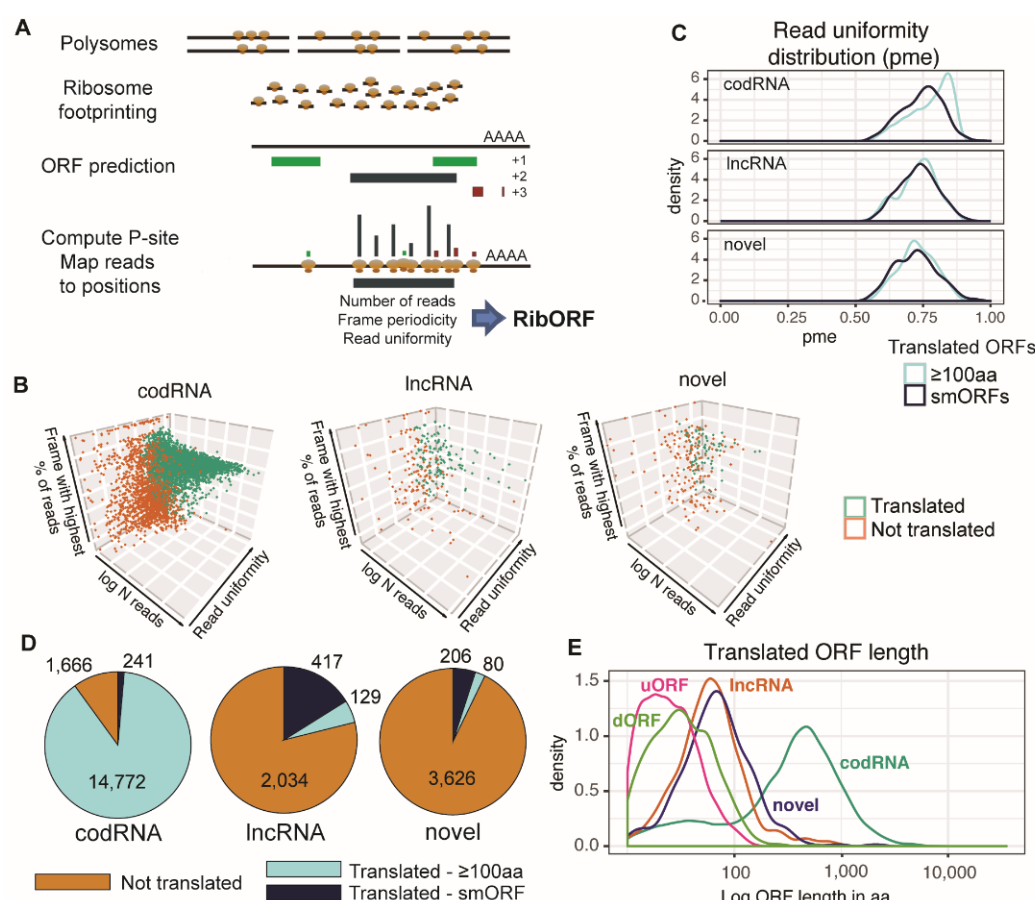 A
Polysomes
Ribosome
footprinting
AAAA
ORF prediction
+1
+2
+3
Compute P-site
Map reads
to positions
AAAA
Number of reads
Frame periodicity
Read uniformity
RibORF
C
Read uniformity
distribution (pme)
codRNA
6
4
2
0
lncRNA
6
4
2
0
novel
6
4
2
0
density
0.00
0.25
0.50
0.75
1.00
pme
Translated ORFs
≥100aa
smORFs
B
codRNA
Frame with highest
% of reads
log N reads
Read uniformity
lncRNA
Frame with highest
% of reads
log N reads
Read uniformity
novel
Frame with highest
% of reads
log N reads
Read uniformity
Translated
Not translated
D
1,666
241
14,772
codRNA
417
129
2,034
lncRNA
206
80
3,626
novel
Not translated
Translated - ≥100aa
Translated - smORF
E
Translated ORF length
density
1.5
1.0
0.5
0.0
uORF
lncRNA
dORF
codRNA
novel
100
1,000
10,000
Log ORF length in aa